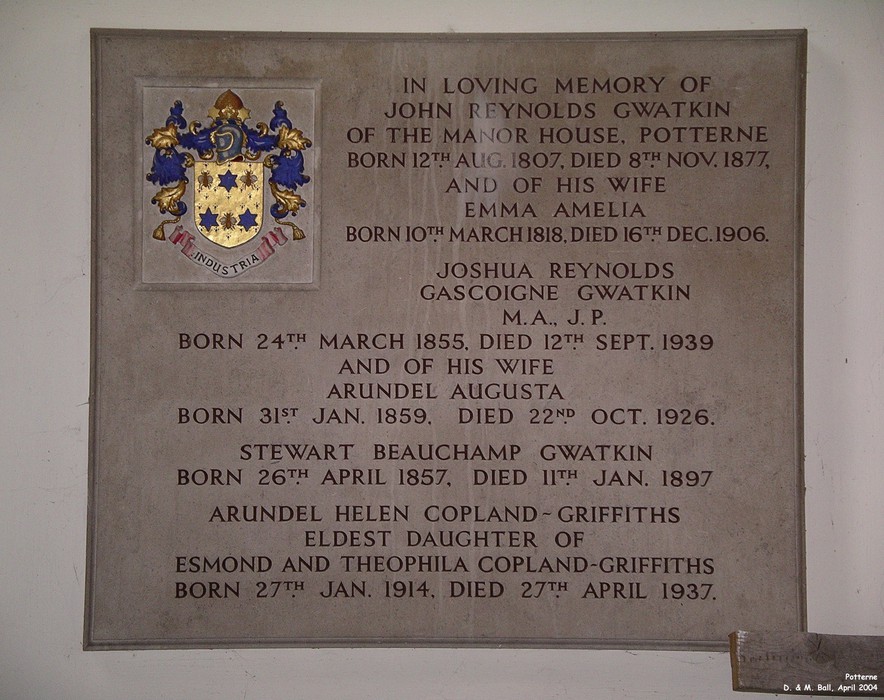 IN LOVING MEMORY OF
JOHN REYNOLDS GWATKIN
OF THE MANOR HOUSE, POTTERNE
BORN 12TH AUG. 1807, DIED 8TH NOV. 1877,
AND OF HIS WIFE
EMMA AMELIA
BORN 10TH MARCH 1818, DIED 16TH DEC. 1906.
INDUSTRIA
JOSHUA REYNOLDS
GASCOIGNE GWATKIN
M.A., J.P.
BORN 24TH MARCH 1855, DIED 12TH SEPT. 1939
AND OF HIS WIFE
ARUNDEL AUGUSTA
BORN 31ST JAN. 1859, DIED 22ND OCT. 1926.
STEWART BEAUCHAMP GWATKIN
BORN 26TH APRIL 1857, DIED 11TH JAN. 1897
ARUNDEL HELEN COPLAND-GRIFFITHS
ELDEST DAUGHTER OF
ESMOND AND THEOPHILA COPLAND-GRIFFITHS
BORN 27TH JAN. 1914, DIED 27TH APRIL 1937.
Potterne
D. & M. Ball, April 2004